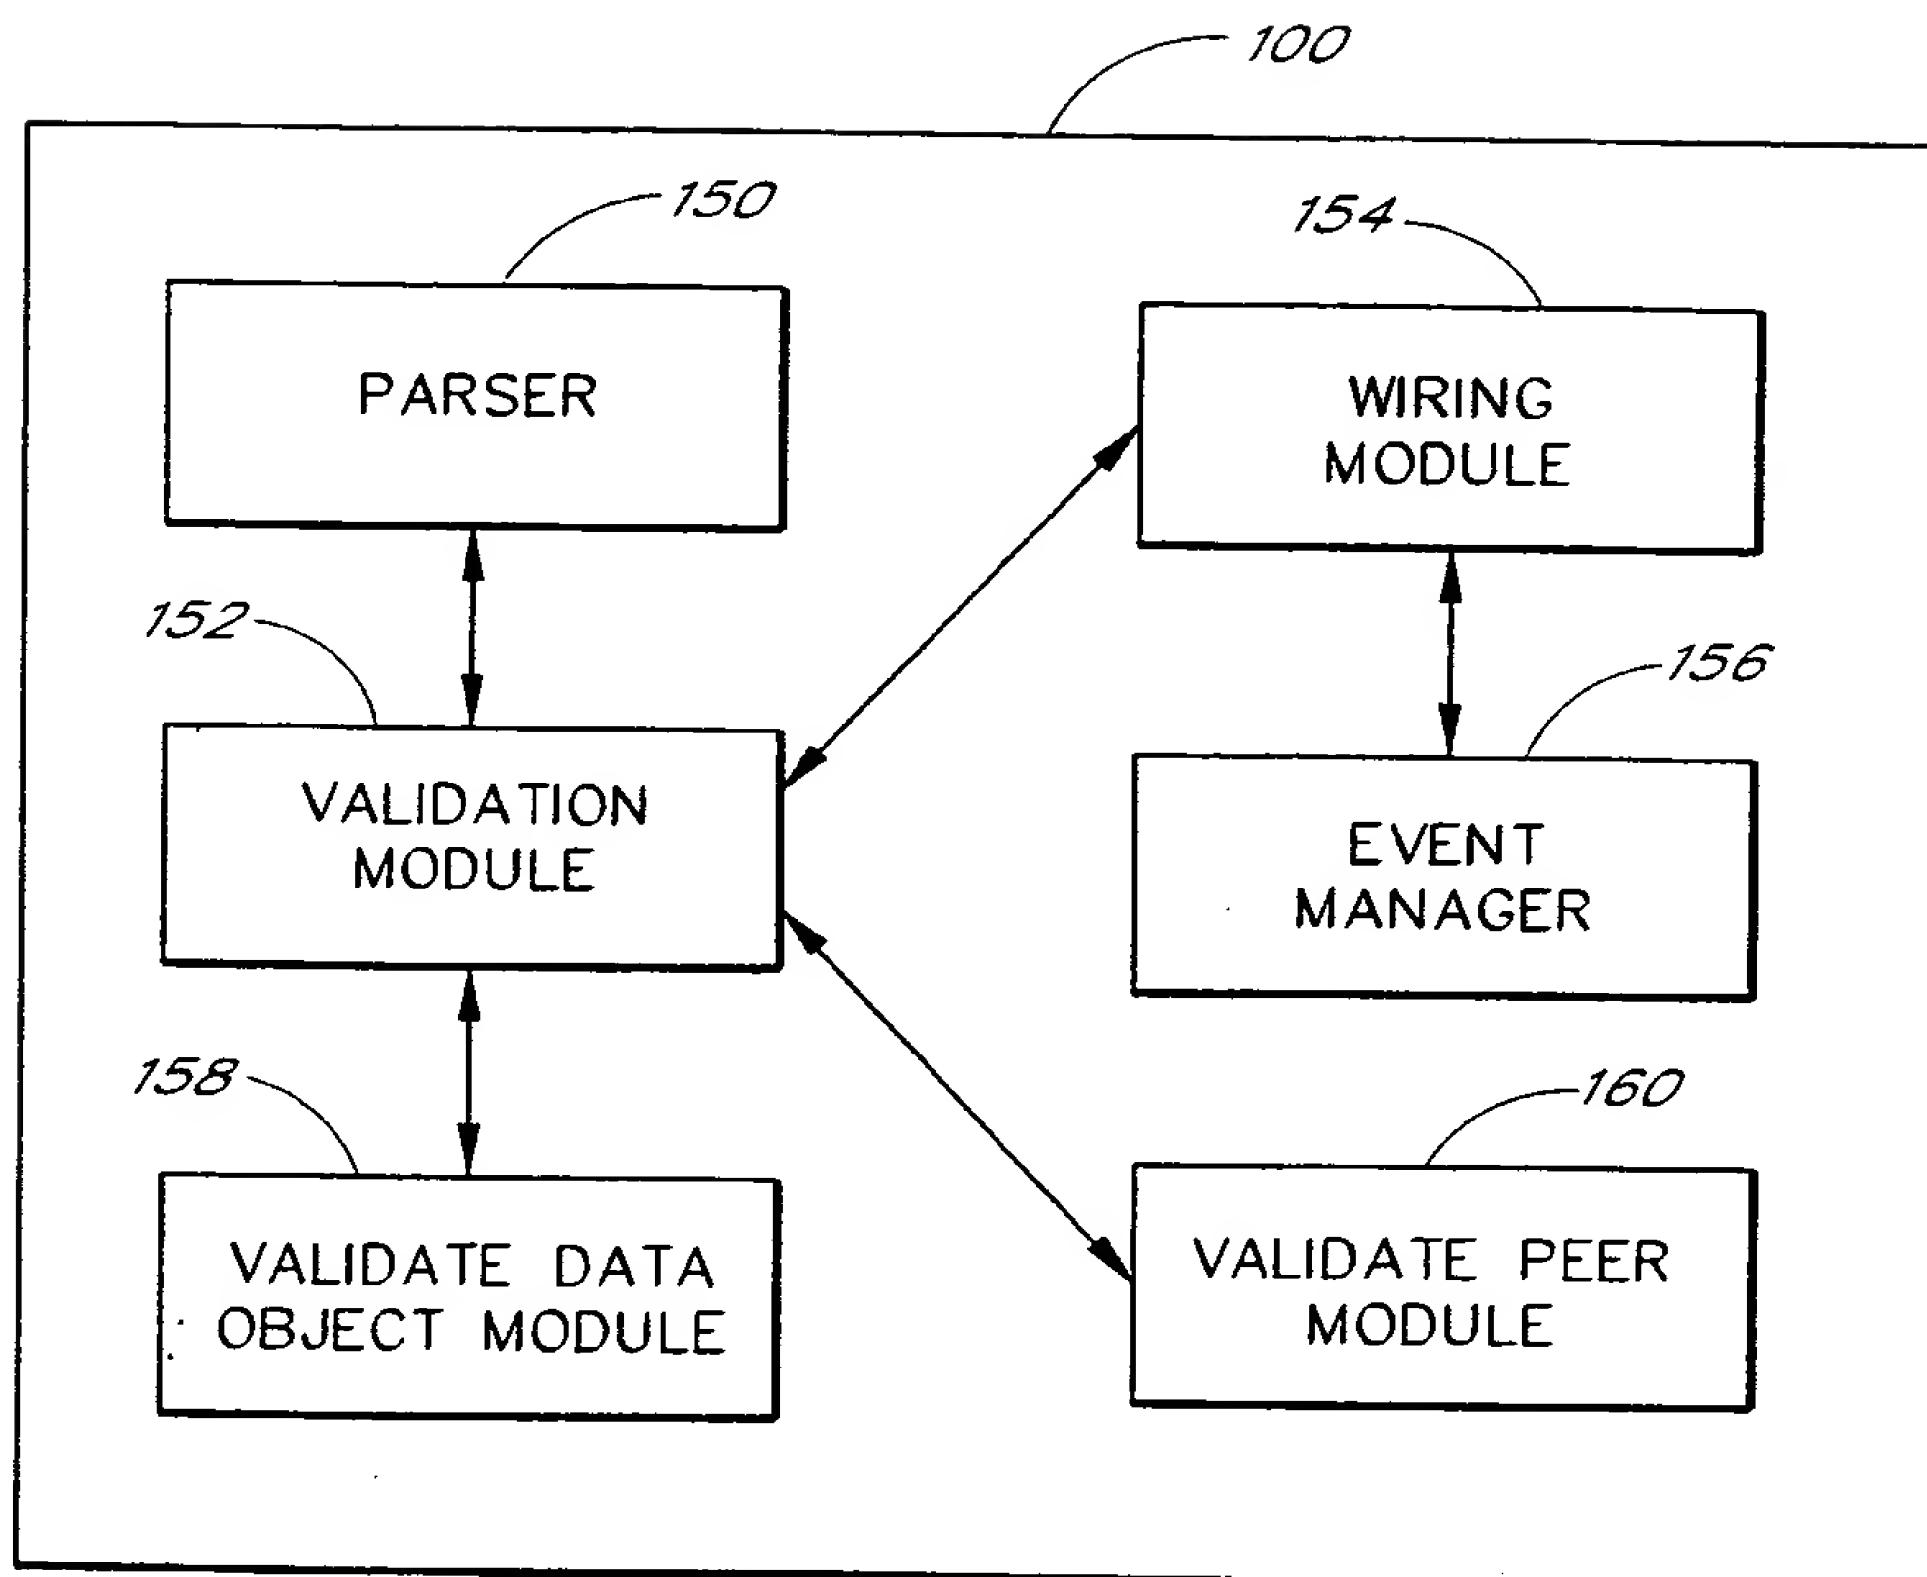 100
150
154
PARSER
WIRING
MODULE
152
156
VALIDATION
MODULE
EVENT
MANAGER
158
160
VALIDATE DATA
OBJECT MODULE
VALIDATE PEER
MODULE